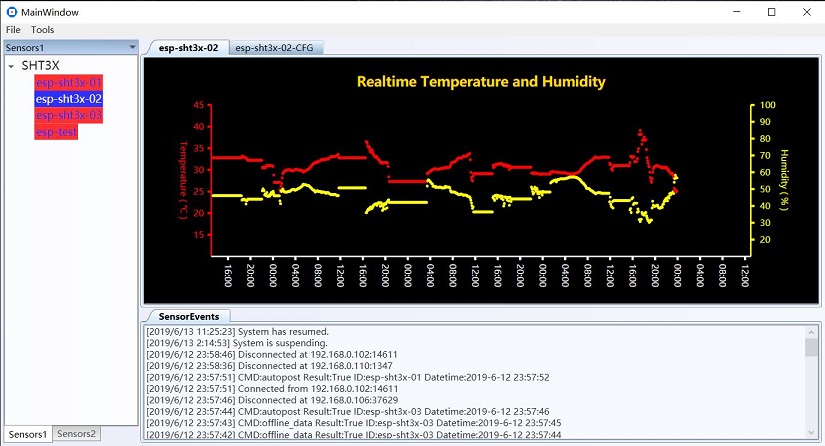 MainWindow
File Tools
Sensors1
SHT3X
esp-sht3x-01
esp-sht3x-02
esp-sht3x-03
esp-test
Sensors1 Sensors2
esp-sht3x-02 esp-sht3x-02-CFG
Realtime Temperature and Humidity
Temperature (℃)
45
40
35
30
25
20
15
100
90
80
70
60
50
40
30
20
Humidity (%)
16:00 20:00 00:00 04:00 08:00 12:00 16:00 20:00 00:00 04:00 08:00 12:00 16:00 20:00 00:00 04:00 08:00 12:00 16:00 20:00 00:00 04:00 08:00 12:00
SensorEvents
[2019/6/13 11:25:23] System has resumed.
[2019/6/13 2:14:53] System is suspending.
[2019/6/12 23:58:46] Disconnected at 192.168.0.102:14611
[2019/6/12 23:58:36] Disconnected at 192.168.0.110:1347
[2019/6/12 23:57:51] CMD:autopost Result:True ID:esp-sht3x-01 Datetime:2019-6-12 23:57:52
[2019/6/12 23:57:51] Connected from 192.168.0.102:14611
[2019/6/12 23:57:46] Disconnected at 192.168.0.106:37629
[2019/6/12 23:57:44] CMD:autopost Result:True ID:esp-sht3x-03 Datetime:2019-6-12 23:57:46
[2019/6/12 23:57:43] CMD:offline_data Result:True ID:esp-sht3x-03 Datetime:2019-6-12 23:57:45
[2019/6/12 23:57:42] CMD:offline_data Result:True ID:esp-sht3x-03 Datetime:2019-6-12 23:57:44